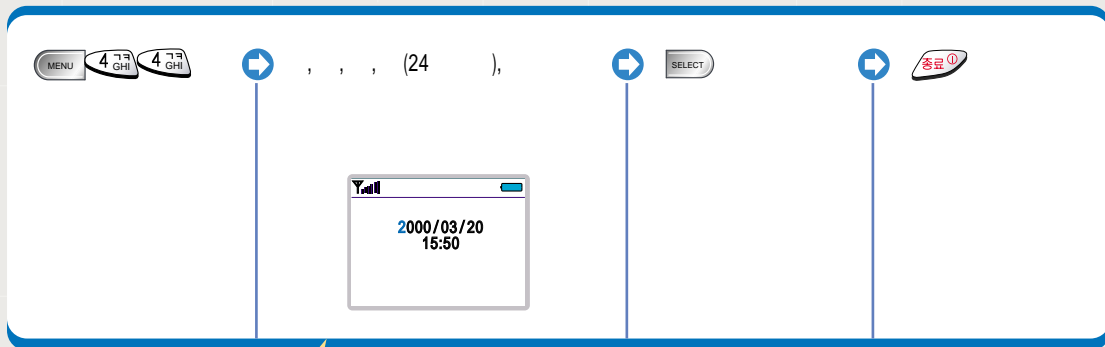 MENU 4 ㄱㅋ GHI 4 ㄱㅋ GHI , , , (24 ), SELECT 종료
2000/03/20
15:50